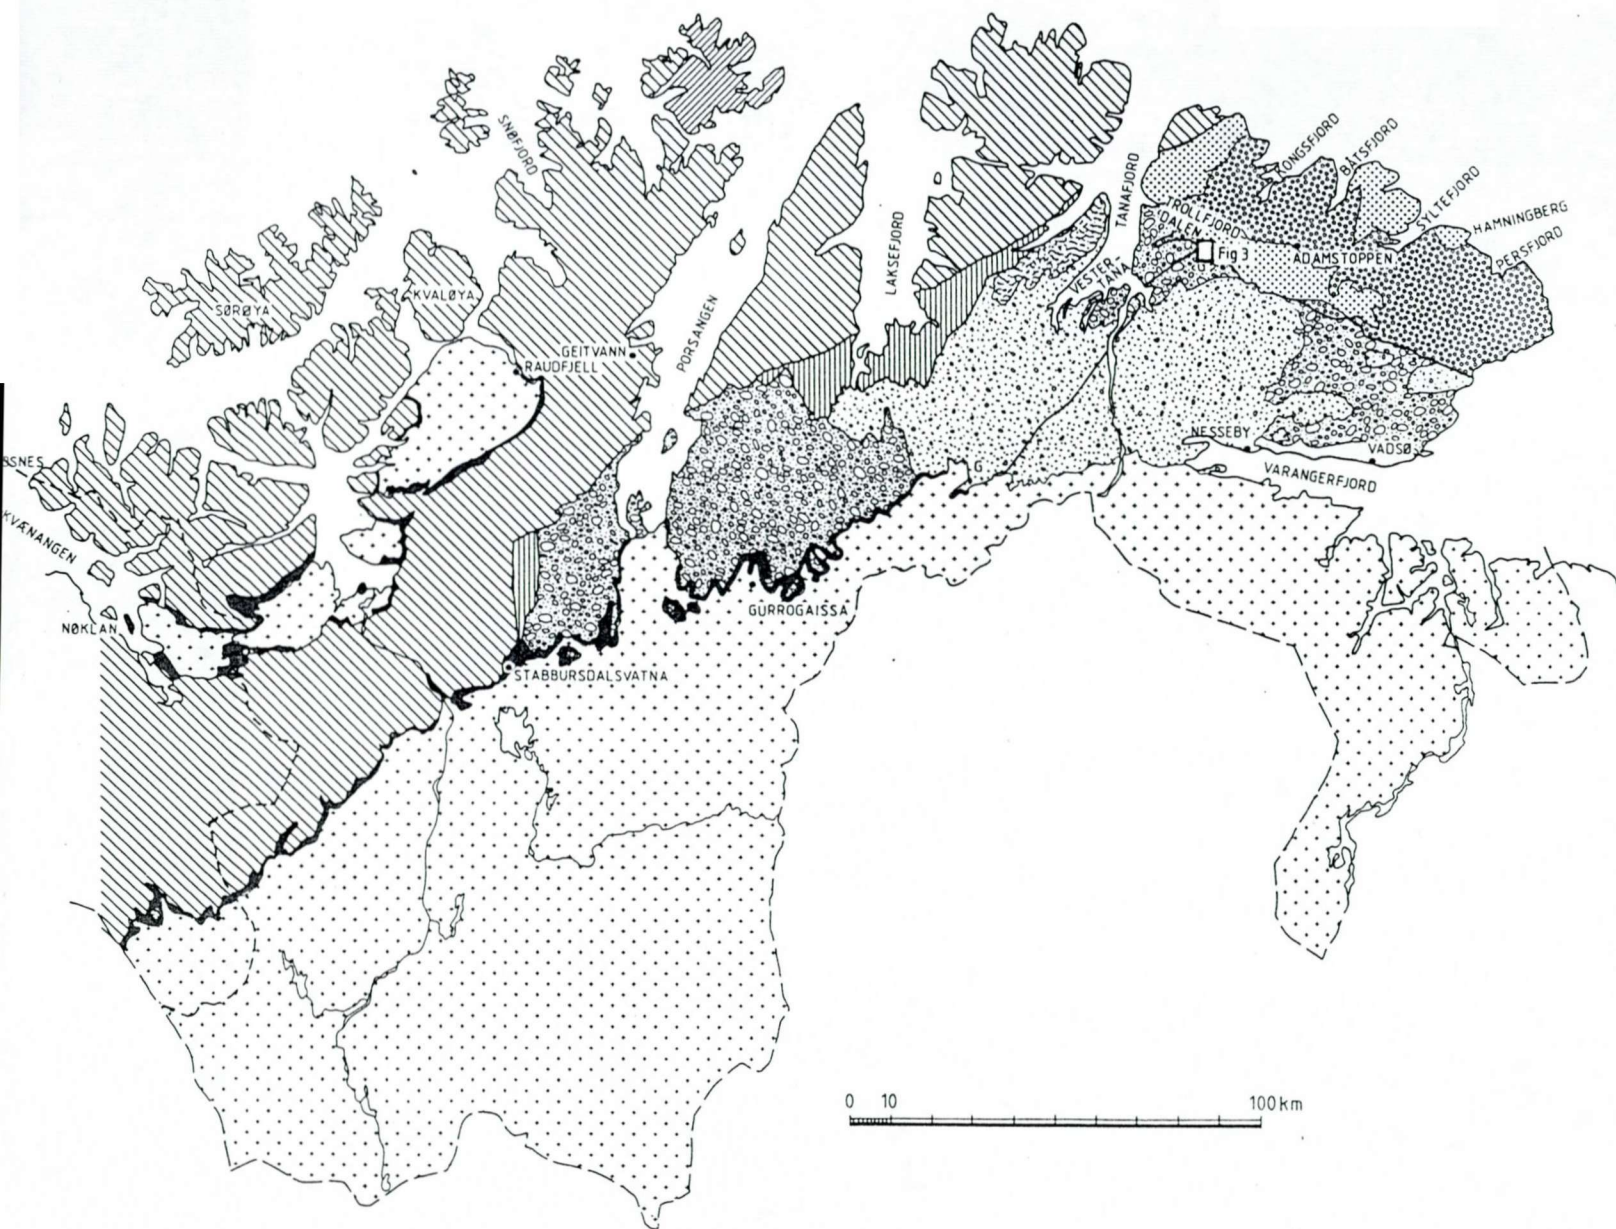 SNØFJORD
KONGSFJORD
BÅTSFJORD
SYLTEFJORD
HAMNINGBERG
PERSFJORD
TANAFJORD
TROLLFJORD
DALEN
Fig 3
ADAMSTOPPEN
LAKSEFJORD
VESTER-
TANA
SØRØYA
KVALØYA
PORSANGEN
GEITVANN
RAUDFJELL
NESSEBY
VADSØ
VARANGERFJORD
G
KVÆNANGEN
NØKLAN
GURROGAISSA
STABBURSDALSVATNA
0 10 100 km